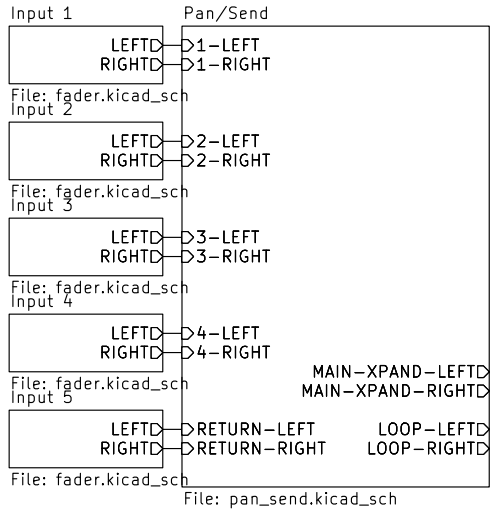 Input 1
LEFT
RIGHT
File: fader.kicad_sch
Input 2
LEFT
RIGHT
File: fader.kicad_sch
Input 3
LEFT
RIGHT
File: fader.kicad_sch
Input 4
LEFT
RIGHT
File: fader.kicad_sch
Input 5
LEFT
RIGHT
File: fader.kicad_sch
Pan/Send
1-LEFT
1-RIGHT
2-LEFT
2-RIGHT
3-LEFT
3-RIGHT
4-LEFT
4-RIGHT
RETURN-LEFT
RETURN-RIGHT
MAIN-XPAND-LEFT
MAIN-XPAND-RIGHT
LOOP-LEFT
LOOP-RIGHT
File: pan_send.kicad_sch